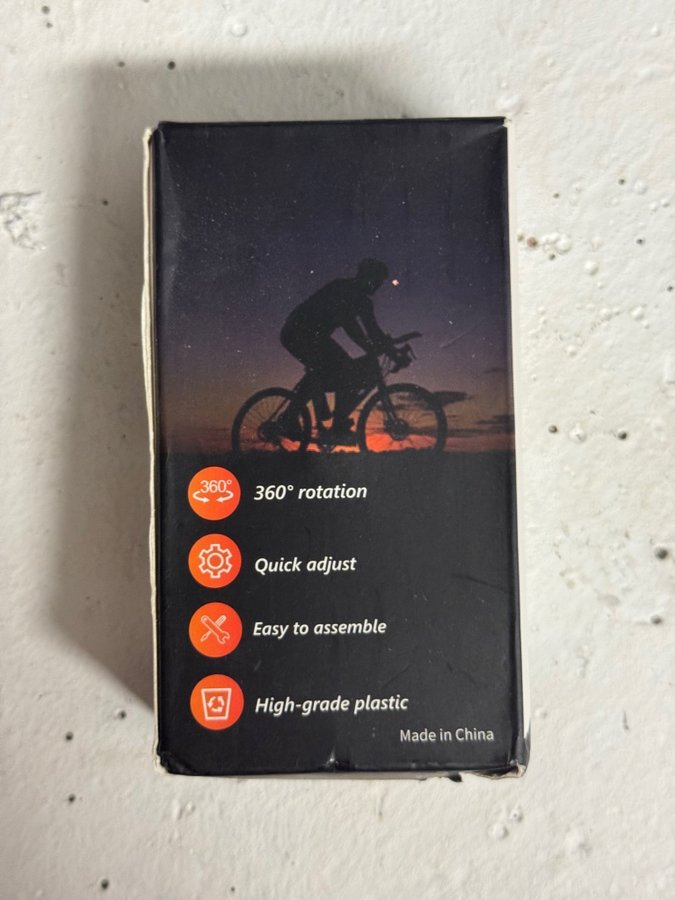 360°
360° rotation
Quick adjust
Easy to assemble
High-grade plastic
Made in China